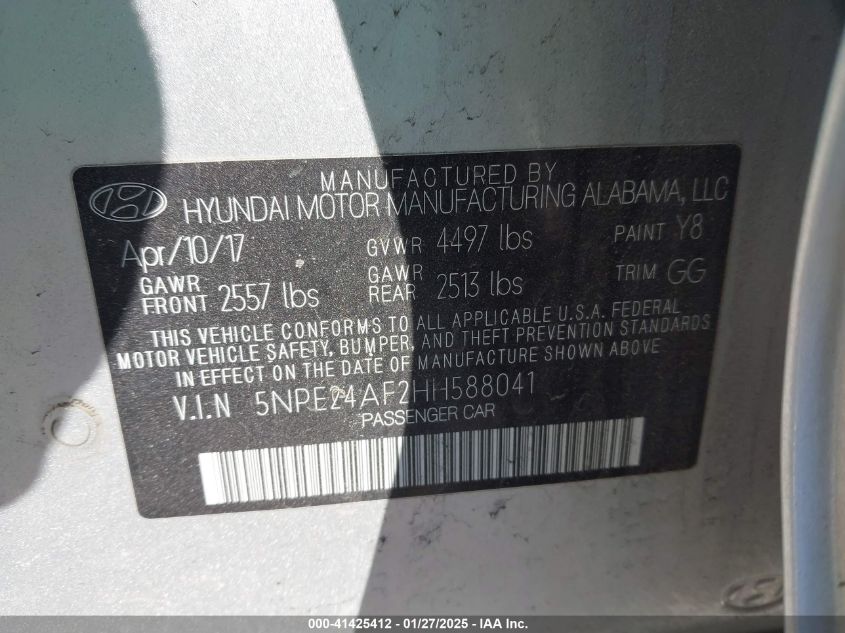 MANUFACTURED BY
HYUNDAI MOTOR MANUFACTURING ALABAMA, LLC
Apr/10/17 GVWR 4497 lbs PAINT Y8
GAWR FRONT 2557 lbs GAWR REAR 2513 lbs TRIM GG
THIS VEHICLE CONFORMS TO ALL APPLICABLE U.S.A. FEDERAL
MOTOR VEHICLE SAFETY, BUMPER, AND THEFT PREVENTION STANDARDS
IN EFFECT ON THE DATE OF MANUFACTURE SHOWN ABOVE
V.I.N 5NPE24AF2HH588041
PASSENGER CAR
000-41425412 - 01/27/2025 - IAA Inc.